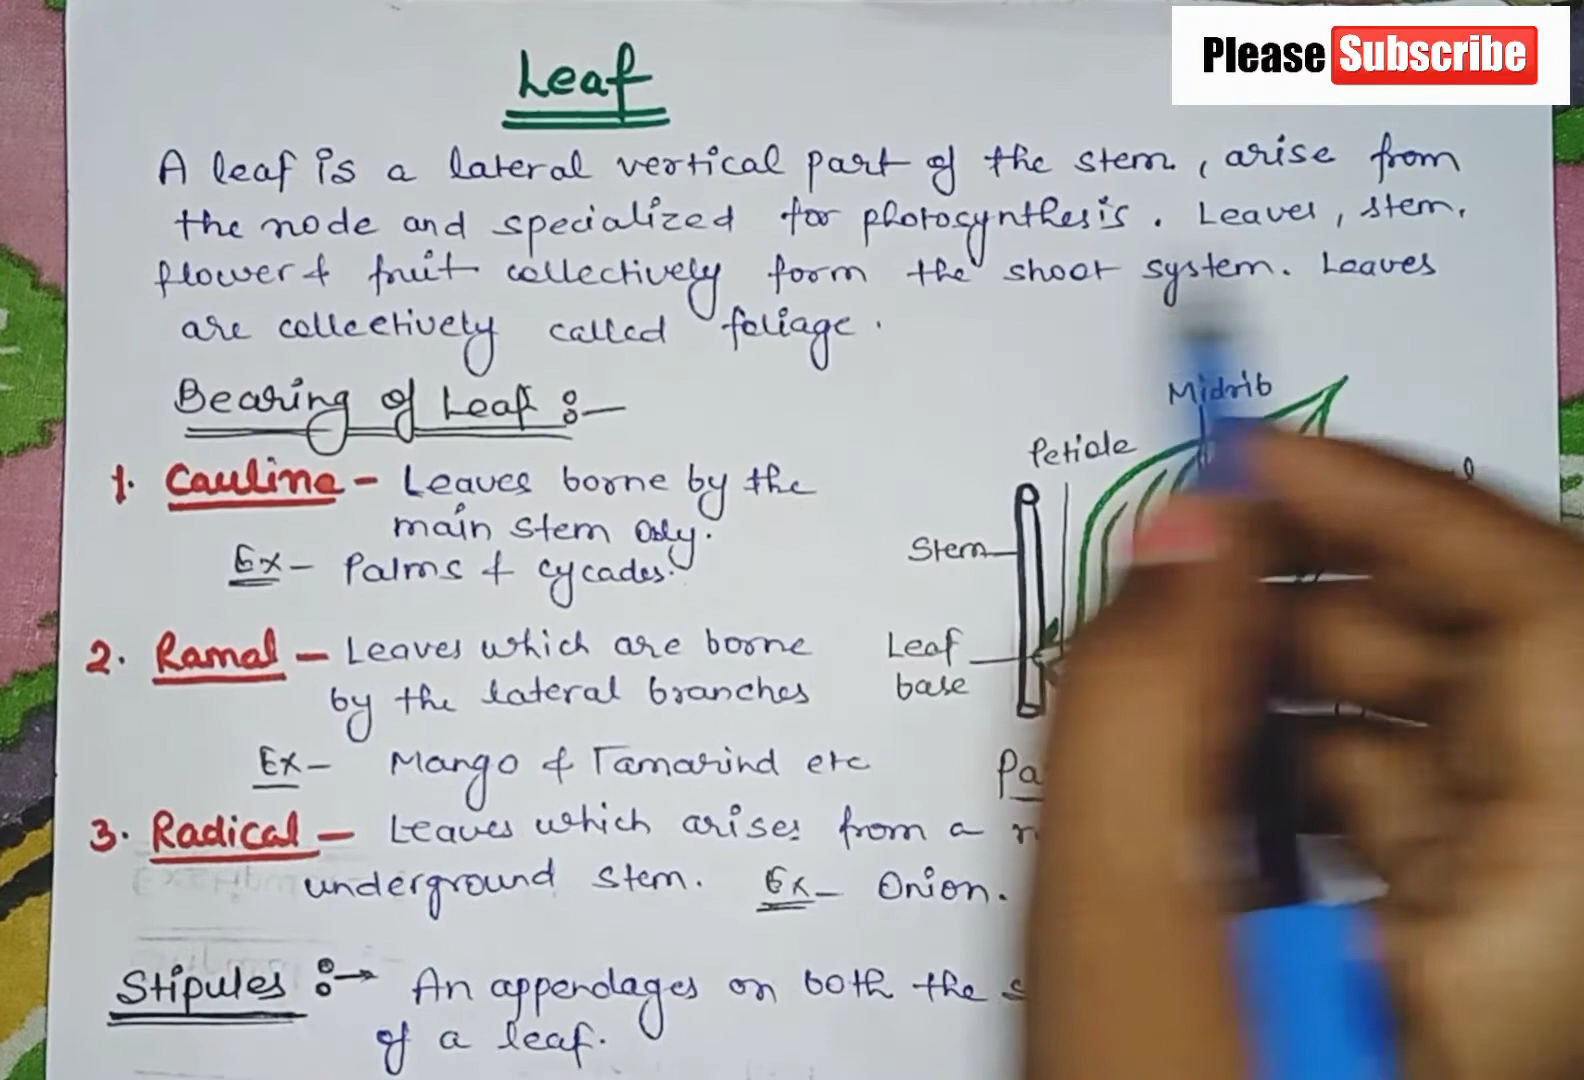 Please Subscribe
Leaf
A leaf is a lateral vertical part of the stem, arise from
the node and specialized for photosynthesis. Leaves, stem,
flower & fruit collectively form the shoot system. Leaves
are collectively called foliage.
Bearing of Leaf :-
1. Cauline - Leaves borne by the
main stem only.
Ex - Palms & cycades.
2. Ramal - Leaves which are borne
by the lateral branches
Ex - Mango & Tamarind etc
3. Radical - Leaves which arises from a
underground stem. Ex - Onion.
Stipules :→ An appendages on both the
of a leaf.
Midrib
Petiole
Stem
Leaf
base
Pa